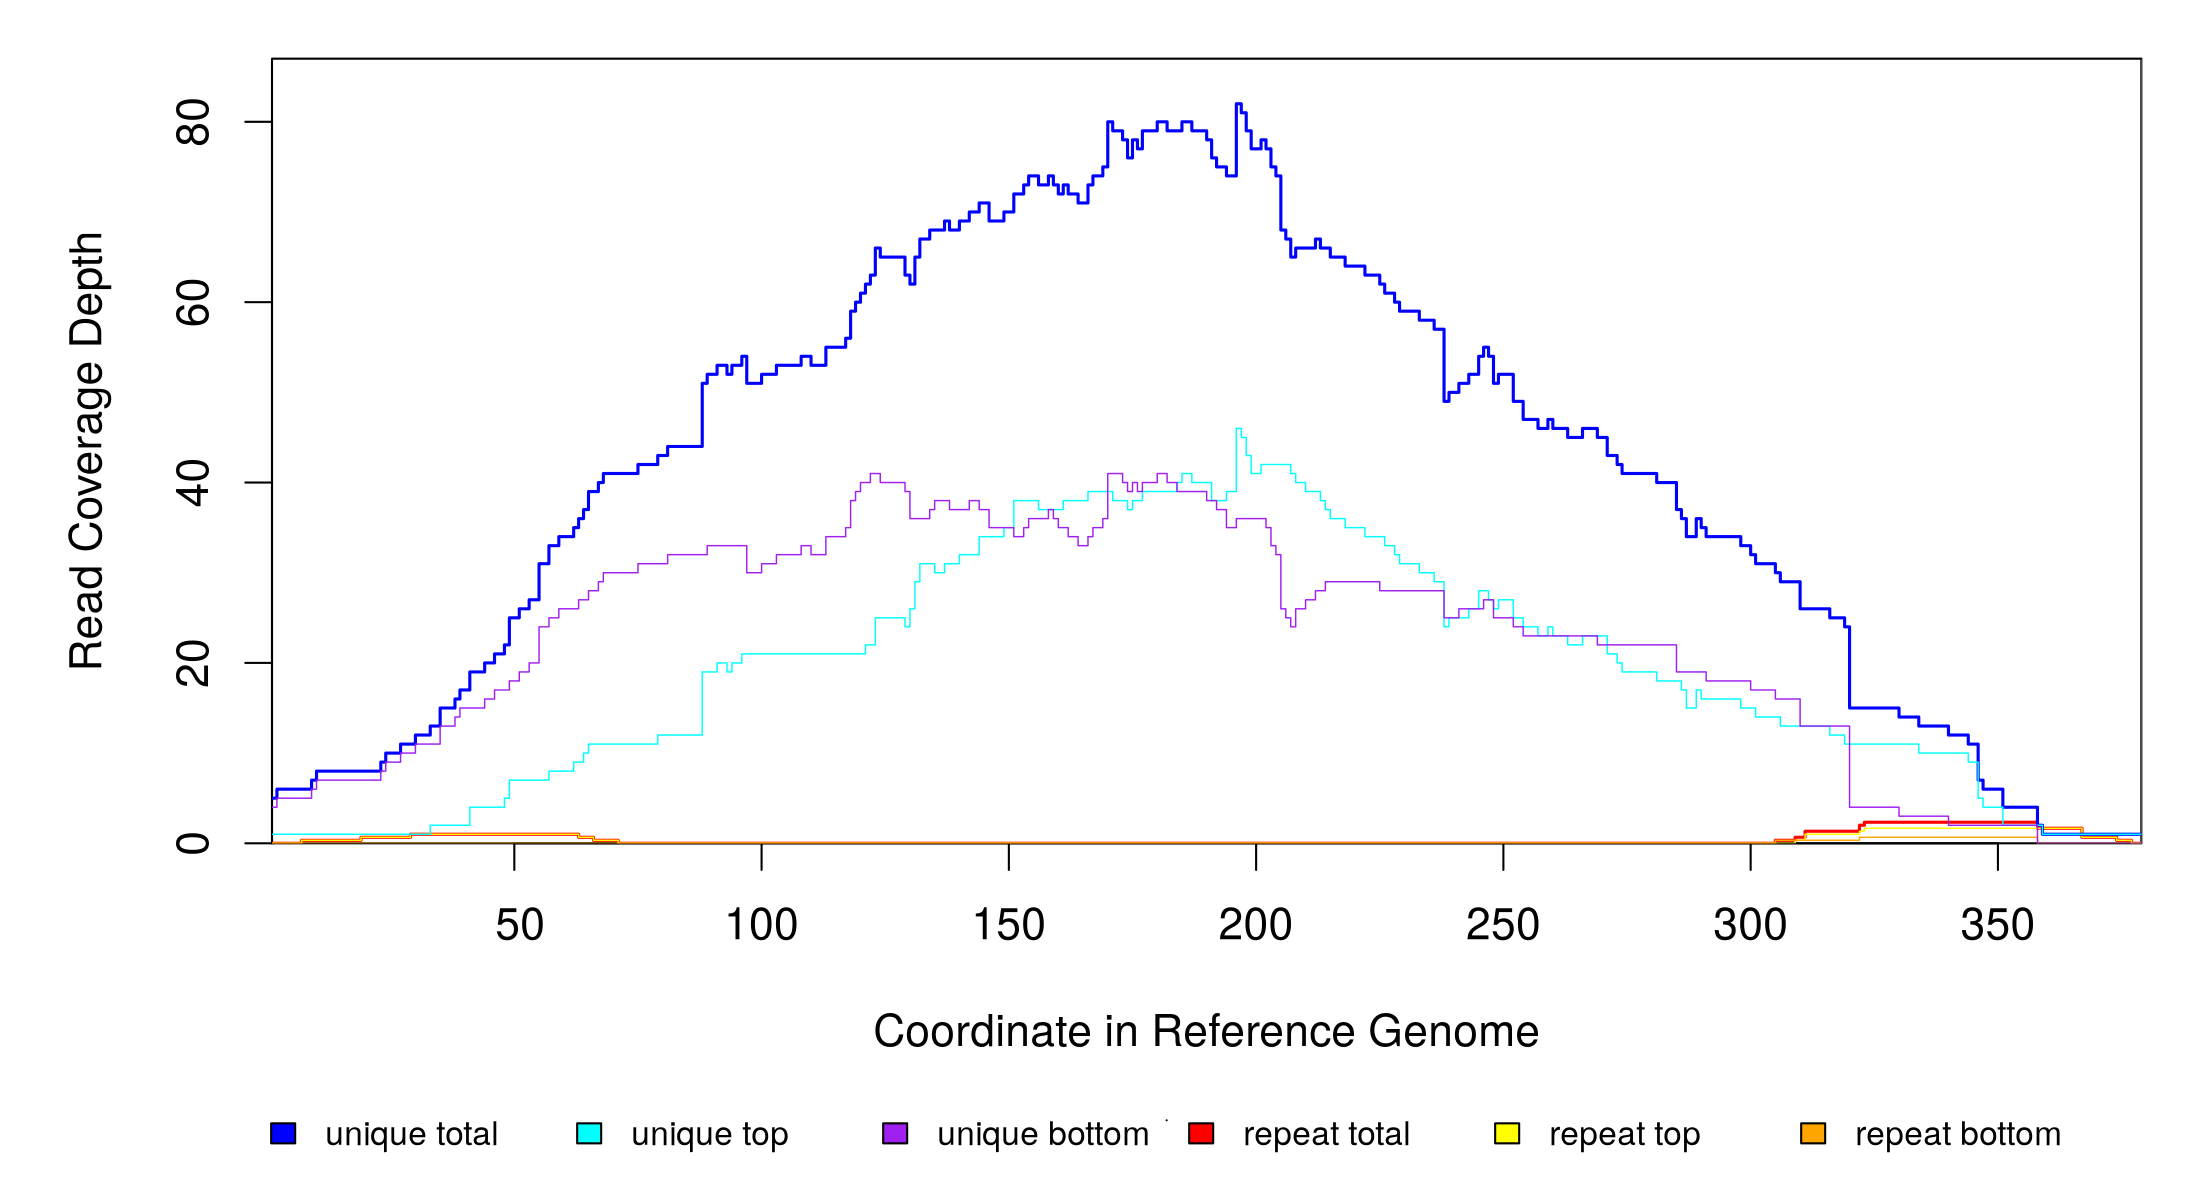 Read Coverage Depth
80
60
40
20
0
50 100 150 200 250 300 350
Coordinate in Reference Genome
unique total unique top unique bottom repeat total repeat top repeat bottom